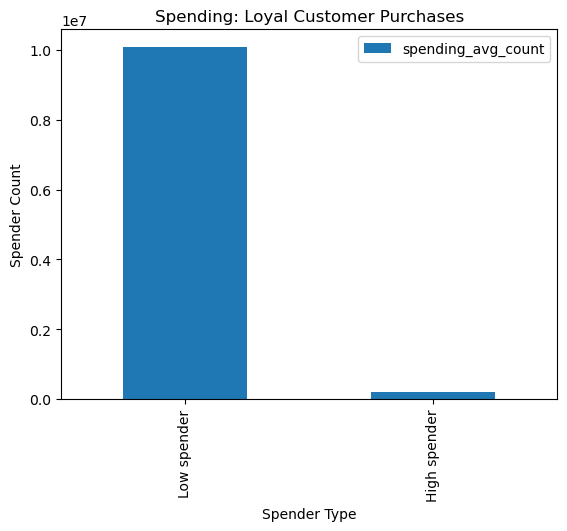 Spending: Loyal Customer Purchases
1e7
spending_avg_count
1.0
0.8
0.6
0.4
0.2
0.0
Spender Count
Low spender
High spender
Spender Type